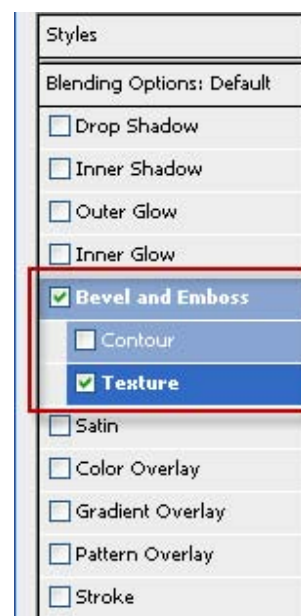 Styles
Blending Options: Default
Drop Shadow
Inner Shadow
Outer Glow
Inner Glow
Bevel and Emboss
Contour
Texture
Satin
Color Overlay
Gradient Overlay
Pattern Overlay
Stroke